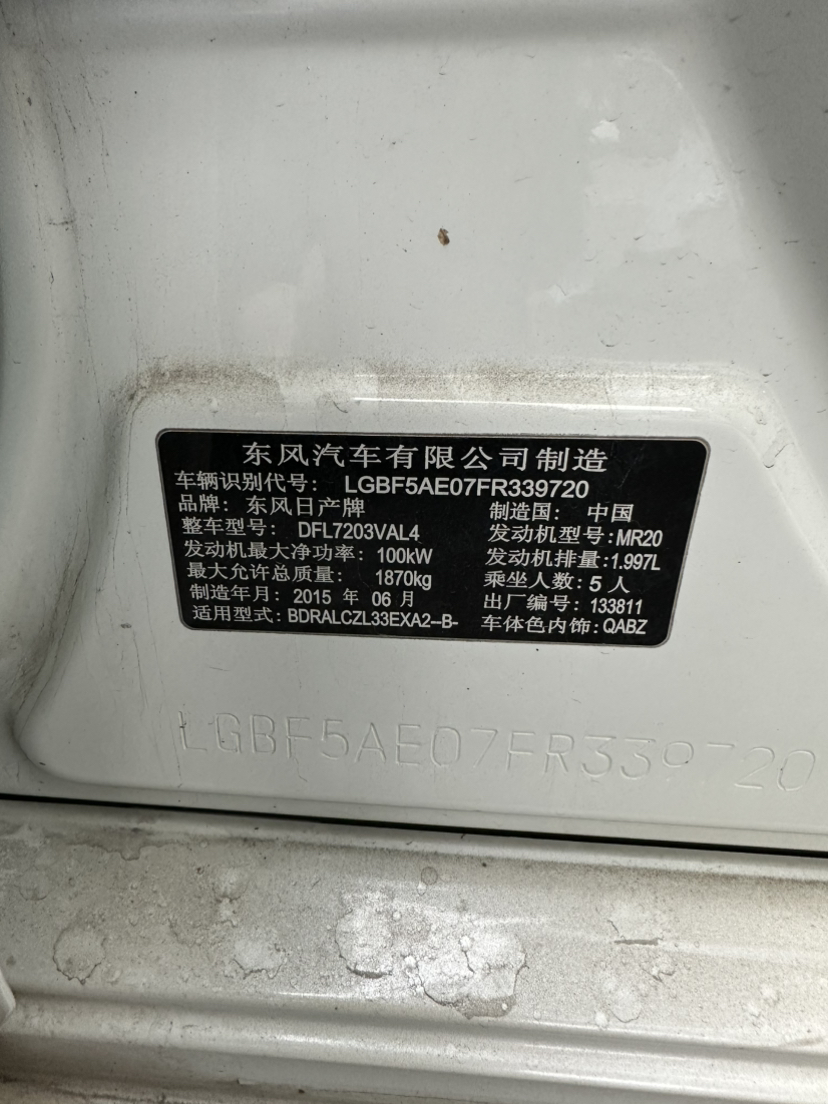 东风汽车有限公司制造
车辆识别代号: LGBF5AE07FR339720
品牌: 东风日产牌 制造国: 中国
整车型号: DFL7203VAL4 发动机型号:MR20
发动机最大净功率: 100kW 发动机排量:1.997L
最大允许总质量: 1870kg 乘坐人数:5 人
制造年月:2015 年 06 月 出厂编号: 133811
适用型式:BDRALCZL33EXA2-B- 车体色内饰:QABZ
LGBF5AE07FR339720